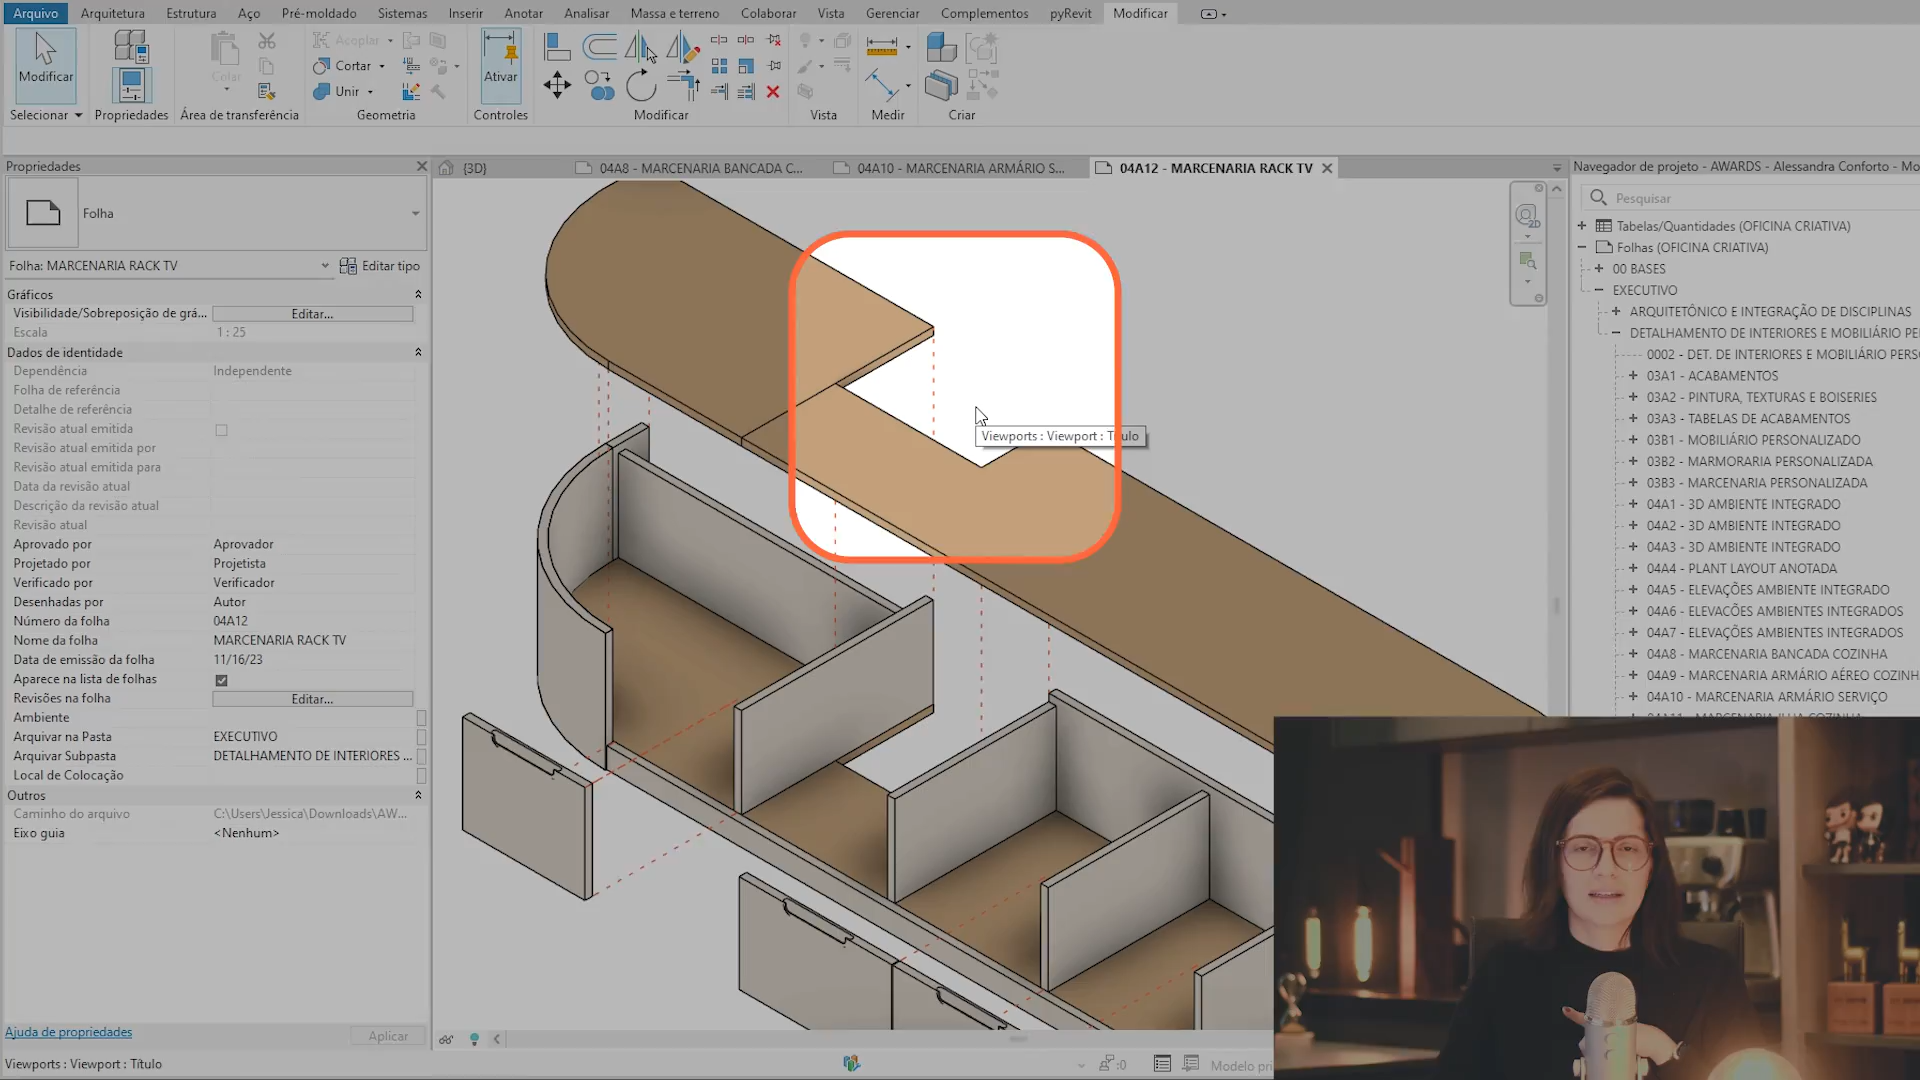 Arquivo Arquitetura Estrutura Aço Pré-moldado Sistemas Inserir Anotar Analisar Massa e terreno Colaborar Vista Gerenciar Complementos pyRevit Modificar
Modificar
Selecionar
Propriedades
Colar
Área de transferência
Acoplar
Cortar
Unir
Geometria
Ativar
Controles
Modificar
Vista
Medir
Criar
Propriedades
Folha
Folha: MARCENARIA RACK TV
Editar tipo
Gráficos
Visibilidade/Sobreposição de grá... Editar...
Escala 1 : 25
Dados de identidade
Dependência Independente
Folha de referência
Detalhe de referência
Revisão atual emitida
Revisão atual emitida por
Revisão atual emitida para
Data da revisão atual
Descrição da revisão atual
Revisão atual
Aprovado por Aprovador
Projetado por Projetista
Verificado por Verificador
Desenhadas por Autor
Número da folha 04A12
Nome da folha MARCENARIA RACK TV
Data de emissão da folha 11/16/23
Aparece na lista de folhas
Revisões na folha Editar...
Ambiente
Arquivar na Pasta EXECUTIVO
Arquivar Subpasta DETALHAMENTO DE INTERIORES ...
Local de Colocação
Outros
Caminho do arquivo C:\Users\Jessica\Downloads\AW...
Eixo guia <Nenhum>
Ajuda de propriedades
Aplicar
Viewports : Viewport : Título
{3D} 04A8 - MARCENARIA BANCADA C... 04A10 - MARCENARIA ARMÁRIO S... 04A12 - MARCENARIA RACK TV
2D
Viewports : Viewport : Título
:0
Modelo pri
Navegador de projeto - AWARDS - Alessandra Conforto - Mo
Pesquisar
Tabelas/Quantidades (OFICINA CRIATIVA)
Folhas (OFICINA CRIATIVA)
00 BASES
EXECUTIVO
ARQUITETÔNICO E INTEGRAÇÃO DE DISCIPLINAS
DETALHAMENTO DE INTERIORES E MOBILIÁRIO PE
0002 - DET. DE INTERIORES E MOBILIÁRIO PERS
03A1 - ACABAMENTOS
03A2 - PINTURA, TEXTURAS E BOISERIES
03A3 - TABELAS DE ACABAMENTOS
03B1 - MOBILIÁRIO PERSONALIZADO
03B2 - MARMORARIA PERSONALIZADA
03B3 - MARCENARIA PERSONALIZADA
04A1 - 3D AMBIENTE INTEGRADO
04A2 - 3D AMBIENTE INTEGRADO
04A3 - 3D AMBIENTE INTEGRADO
04A4 - PLANT LAYOUT ANOTADA
04A5 - ELEVAÇÕES AMBIENTE INTEGRADO
04A6 - ELEVAÇÕES AMBIENTES INTEGRADOS
04A7 - ELEVAÇÕES AMBIENTES INTEGRADOS
04A8 - MARCENARIA BANCADA COZINHA
04A9 - MARCENARIA ARMÁRIO AÉREO COZINH
04A10 - MARCENARIA ARMÁRIO SERVIÇO